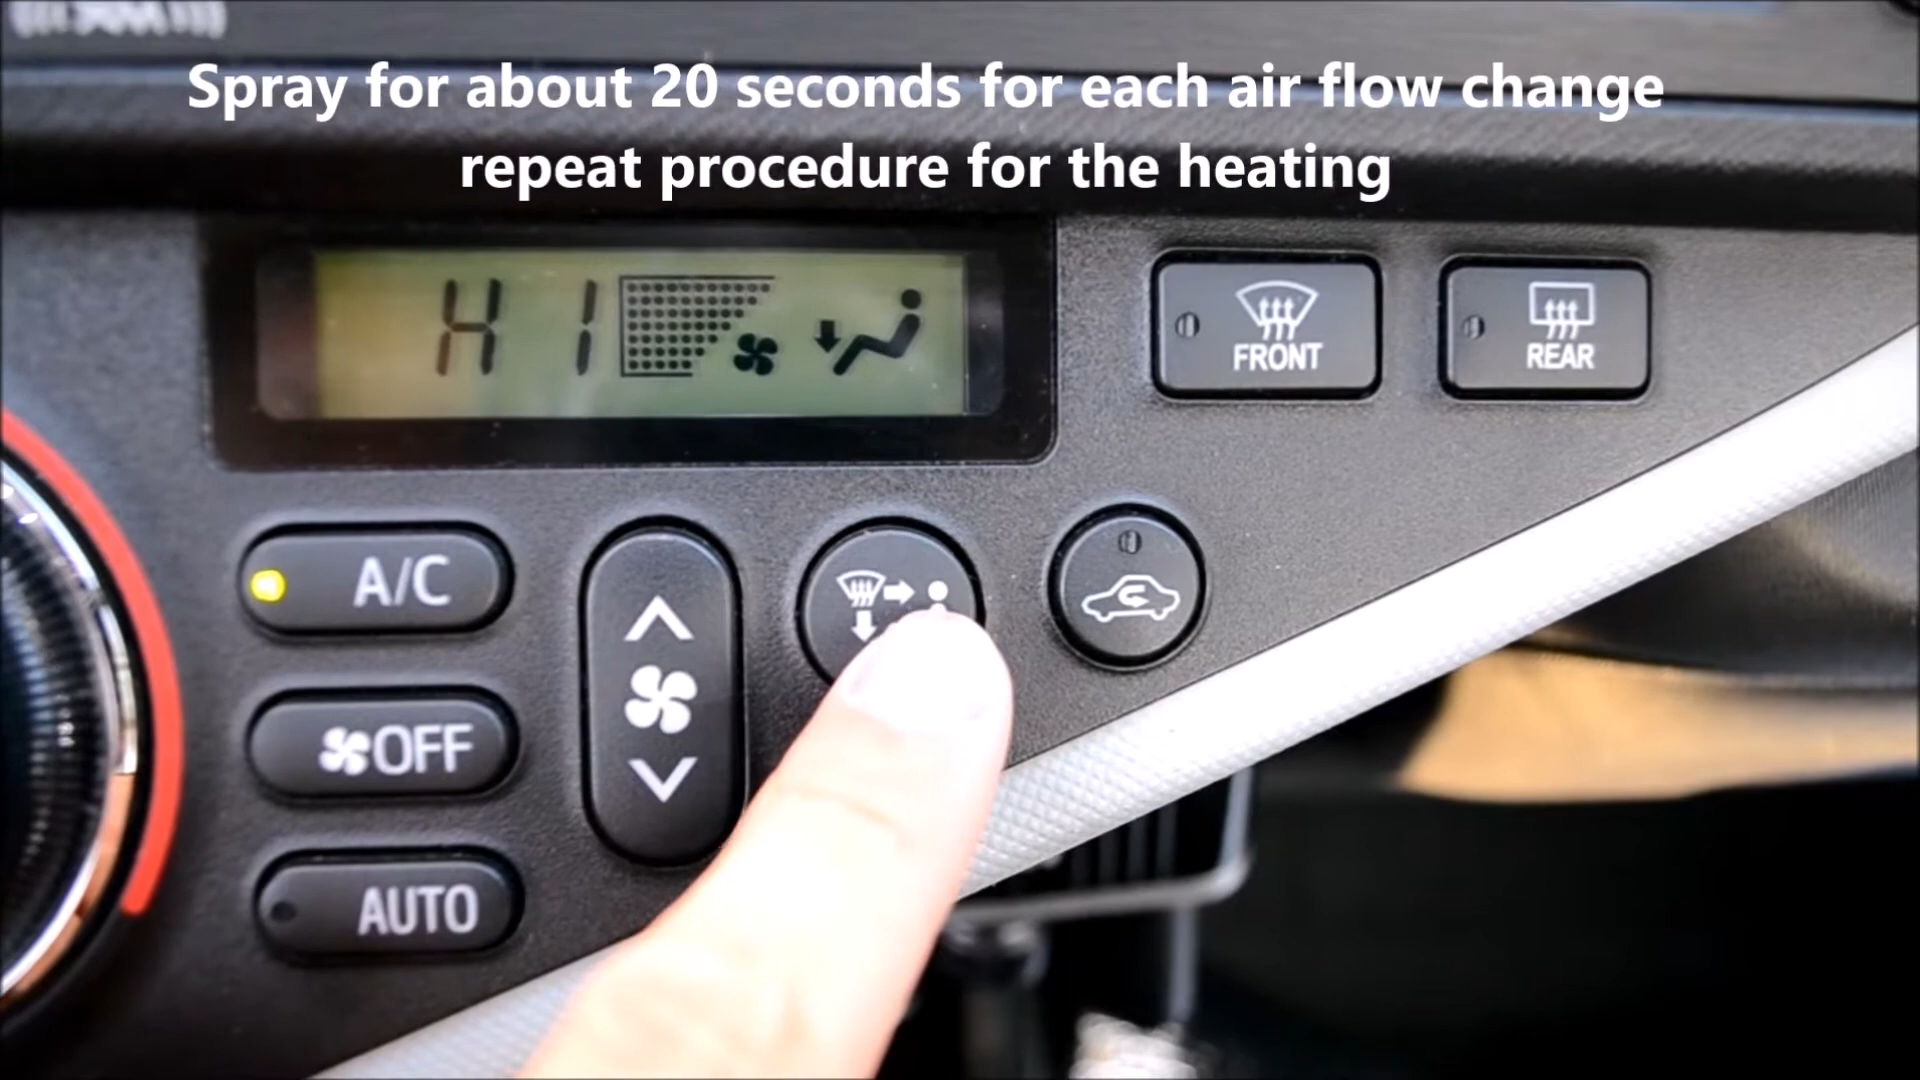 Spray for about 20 seconds for each air flow change
repeat procedure for the heating
HI
FRONT
REAR
A/C
OFF
AUTO